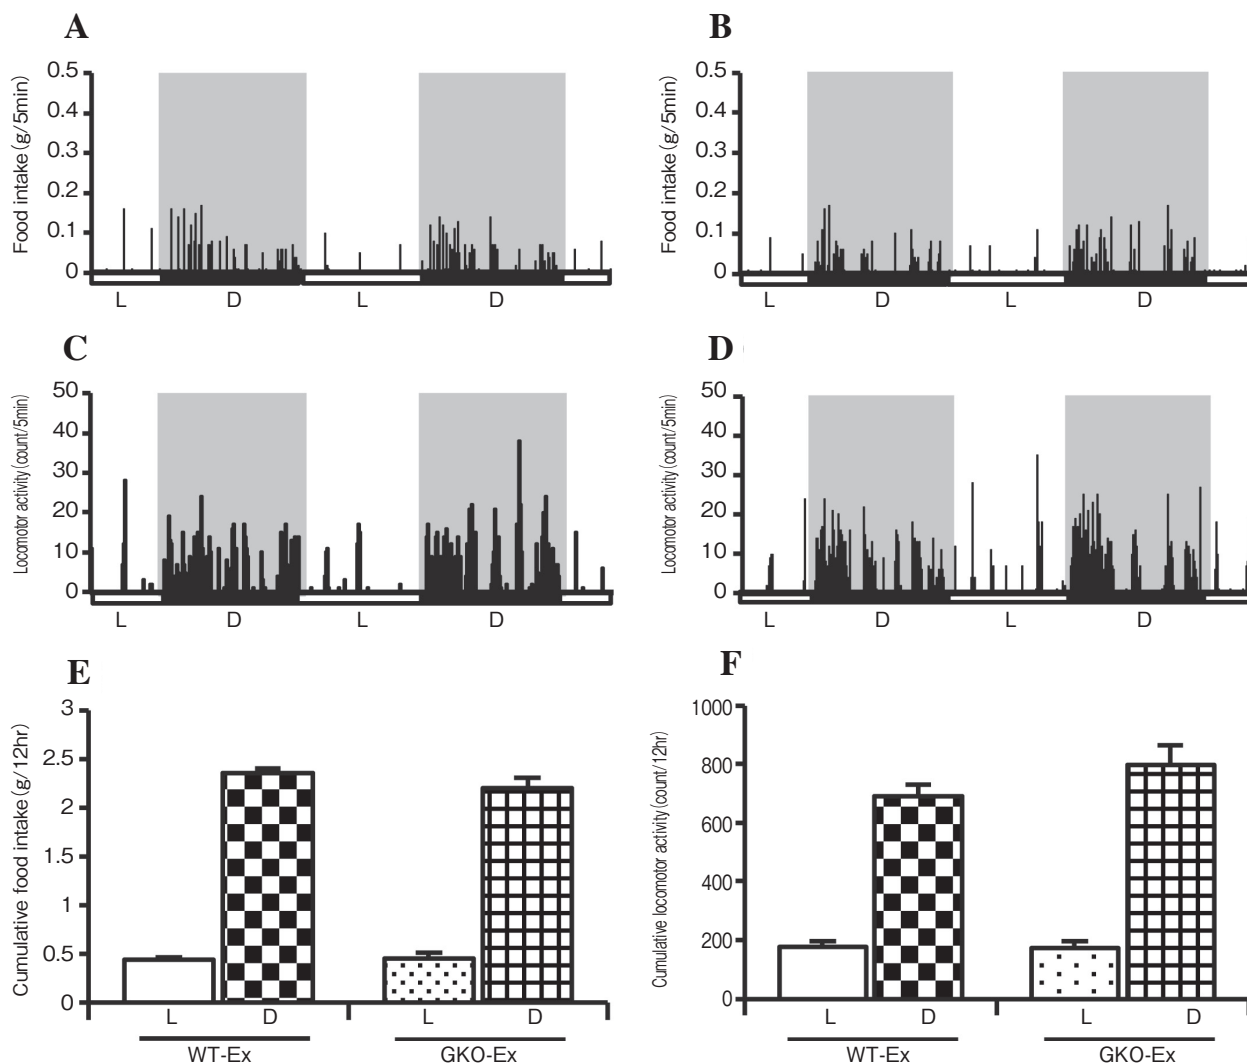 A
Food intake (g/5min)
0.5
0.4
0.3
0.2
0.1
0
L
D
L
D
B
Food intake (g/5min)
0.5
0.4
0.3
0.2
0.1
0
L
D
L
D
C
Locomotor activity (count/5min)
50
40
30
20
10
0
L
D
L
D
D
Locomotor activity (count/5min)
50
40
30
20
10
0
L
D
L
D
E
Cumulative food intake (g/12hr)
3
2.5
2
1.5
1
0.5
0
L
D
L
D
WT-Ex
GKO-Ex
F
Cumulative locomotor activity (count/12hr)
1000
800
600
400
200
0
L
D
L
D
WT-Ex
GKO-Ex